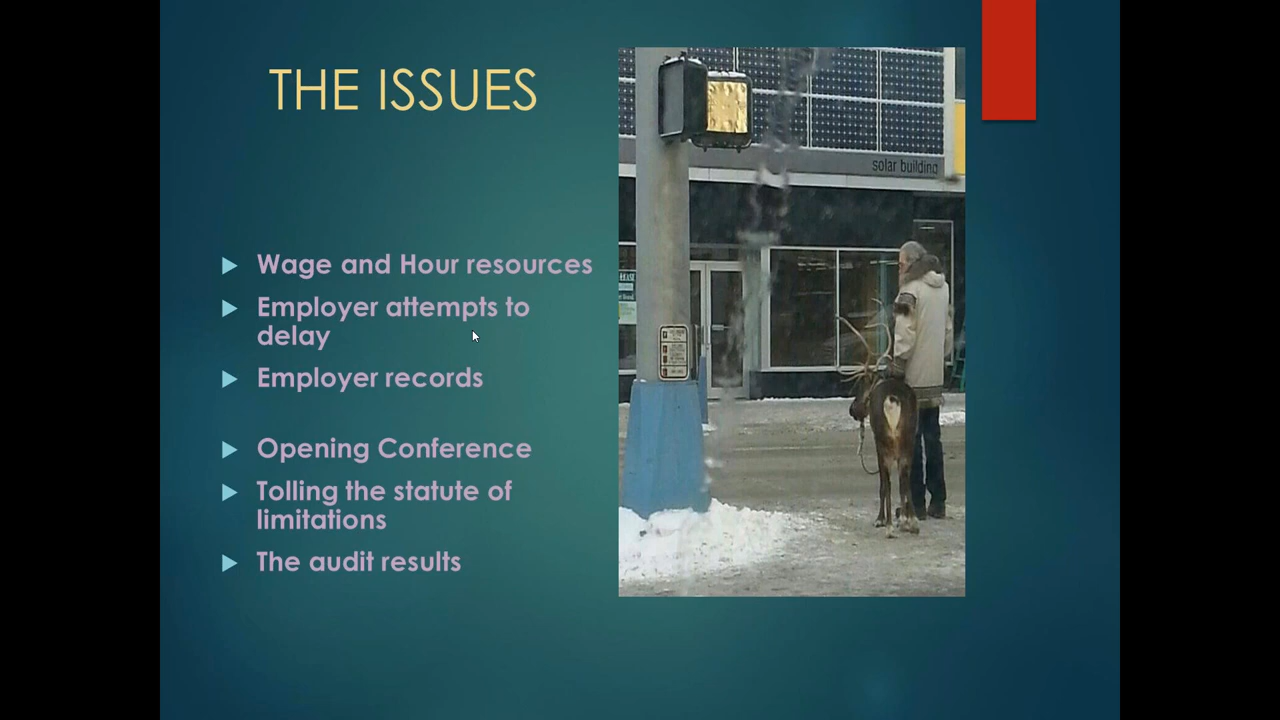 THE ISSUES
Wage and Hour resources
Employer attempts to
delay
Employer records
Opening Conference
Tolling the statute of
limitations
The audit results
solar building